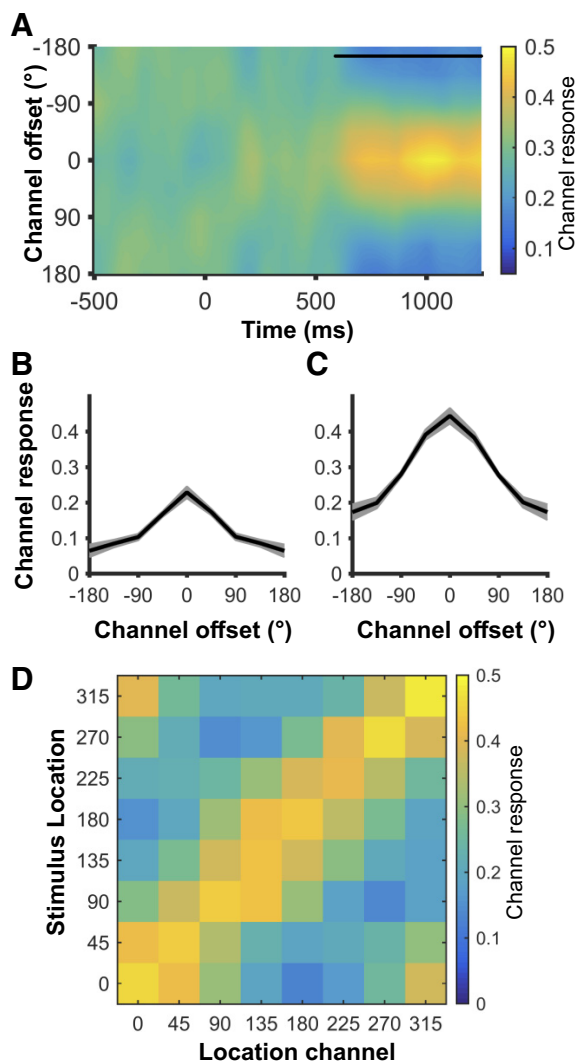 A
Channel offset (°)
-180
-90
0
90
180
-500 0 500 1000
Time (ms)
0.5
0.4
0.3
0.2
0.1
Channel response
B
Channel response
0.4
0.3
0.2
0.1
0
-180 -90 0 90 180
Channel offset (°)
C
0.4
0.3
0.2
0.1
0
-180 -90 0 90 180
Channel offset (°)
D
Stimulus Location
315
270
225
180
135
90
45
0
0 45 90 135 180 225 270 315
Location channel
0.5
0.4
0.3
0.2
0.1
0
Channel response